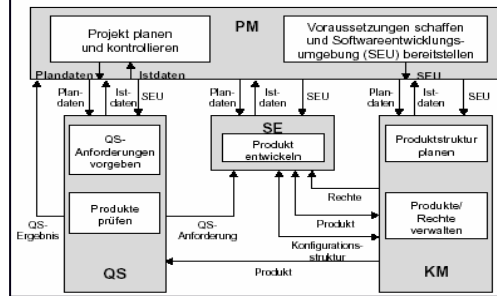 PM
Projekt planen
und kontrollieren
Voraussetzungen schaffen
und Softwareentwicklungs-
umgebung (SEU) bereitstellen
Plandaten
Istdaten
SEU
Plan-
daten
Ist-
daten
SEU
Plan-
daten
Ist-
daten
SEU
Plan-
daten
Ist-
daten
SEU
QS-
Anforderungen
vorgeben
SE
Produkt
entwickeln
Produktstruktur
planen
Produkte
prüfen
Rechte
Produkte/
Rechte
verwalten
QS-
Ergebnis
QS-
Anforderung
Produkt
Konfigurations-
struktur
QS
Produkt
KM